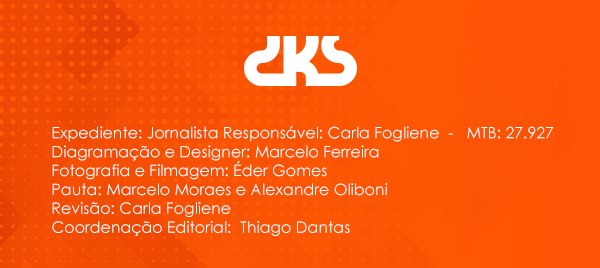 CKS
Expediente: Jornalista Responsável: Carla Fogliene - MTB: 27.927
Diagramação e Designer: Marcelo Ferreira
Fotografia e Filmagem: Éder Gomes
Pauta: Marcelo Moraes e Alexandre Oliboni
Revisão: Carla Fogliene
Coordenação Editorial: Thiago Dantas